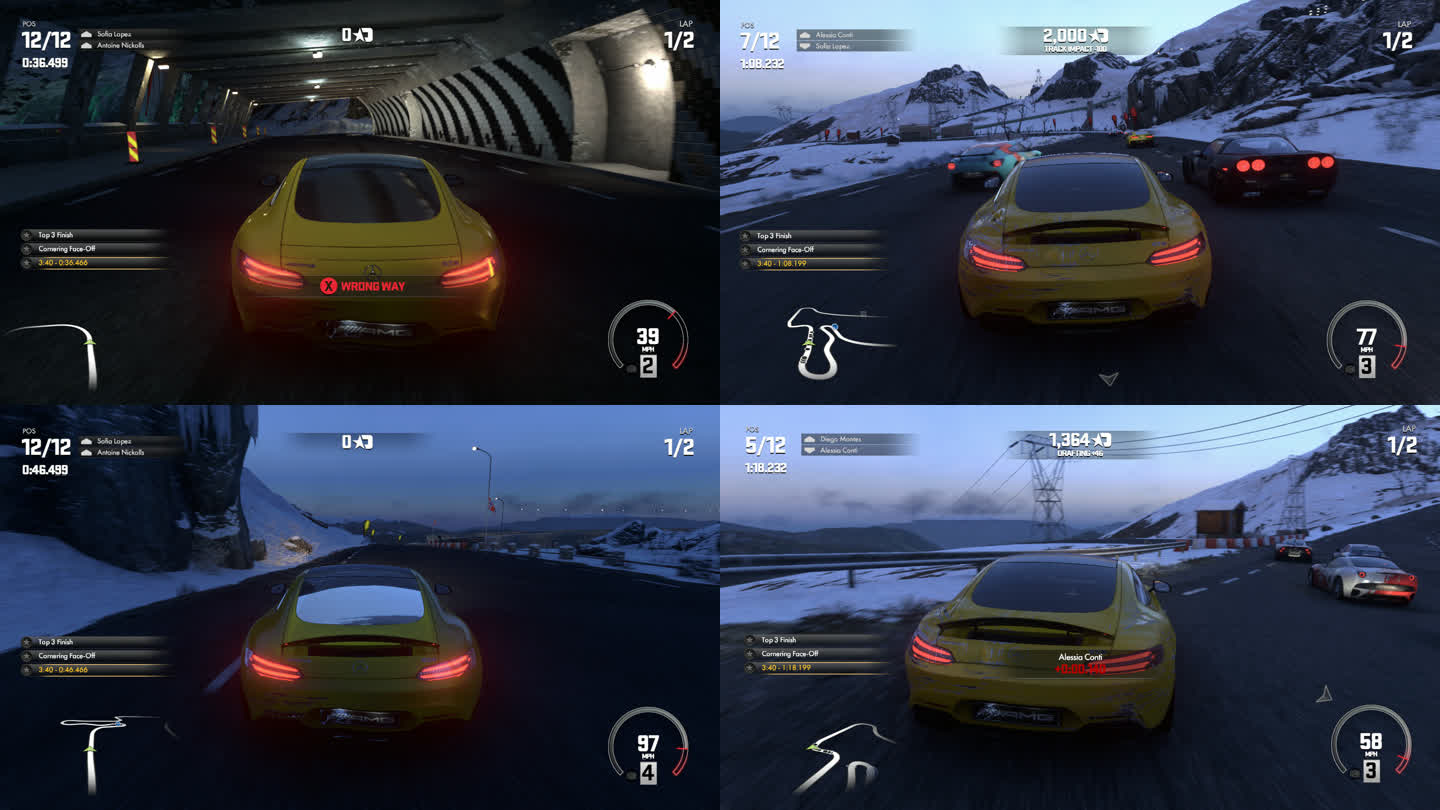 POS
12/12
Sofia Lopez
Antoine Nickolls
0:36.499
0
LAP
1/2
Top 3 Finish
Cornering Face-Off
3:40 - 0:36.466
X WRONG WAY
AMG
39
MPH
2
POS
7/12
Alessia Conti
Sofia Lopez
1:08.232
2,000
TRACK IMPACT -100
LAP
1/2
Top 3 Finish
Cornering Face-Off
3:40 - 1:08.199
AMG
77
MPH
3
POS
12/12
Sofia Lopez
Antoine Nickolls
0:46.499
0
LAP
1/2
Top 3 Finish
Cornering Face-Off
3:40 - 0:46.466
AMG
97
MPH
4
POS
5/12
Diego Montes
Alessia Conti
1:18.232
1,364
DRAFTING +46
LAP
1/2
Top 3 Finish
Cornering Face-Off
3:40 - 1:18.199
Alessia Conti
AMG
58
MPH
3